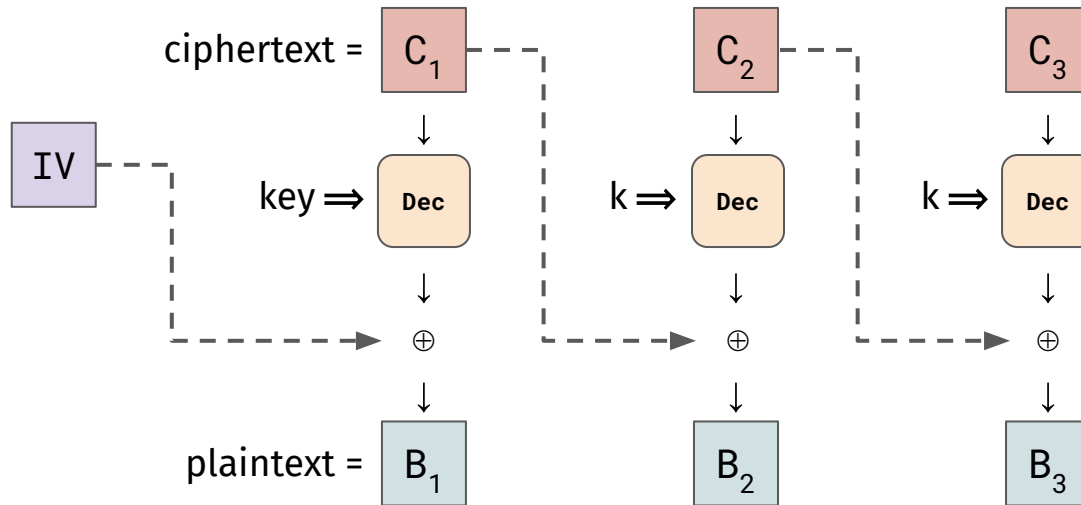 ciphertext = C₁ C₂ C₃
IV
key ⇒ Dec k ⇒ Dec k ⇒ Dec
plaintext = B₁ B₂ B₃